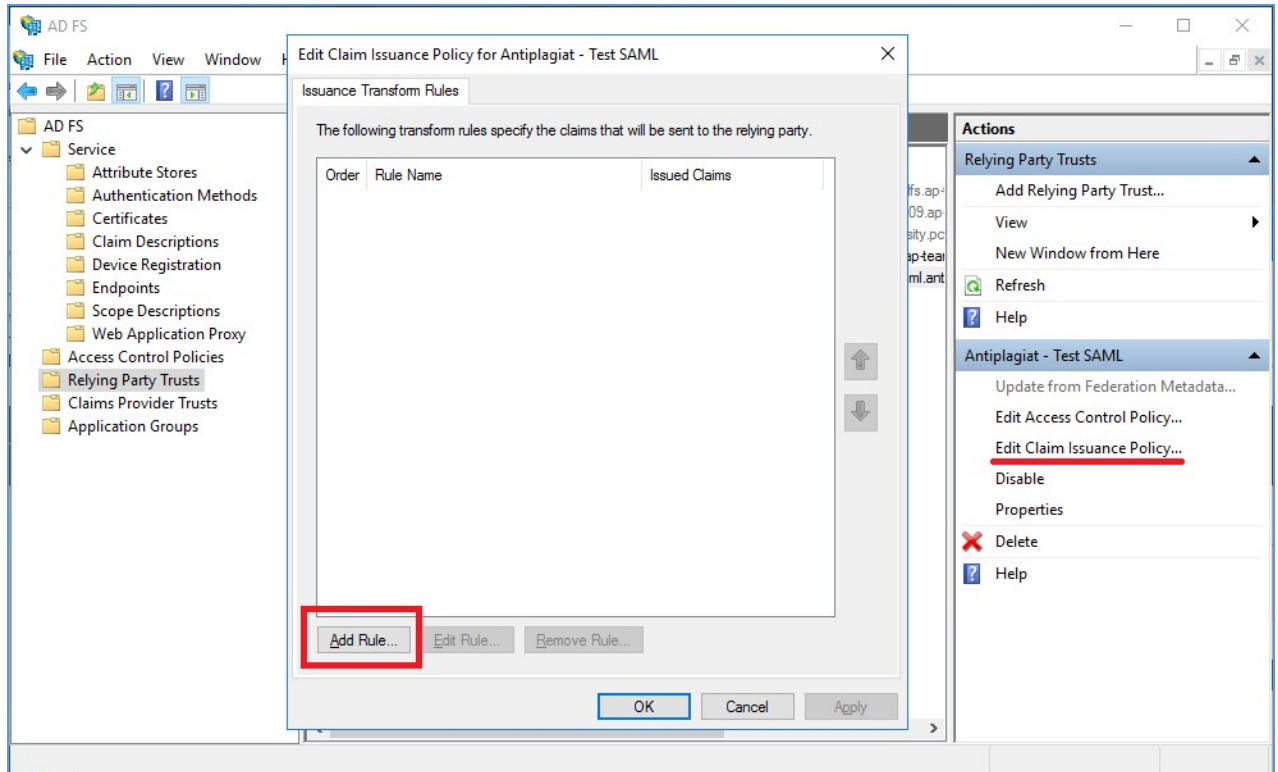 AD FS
File Action View Window
AD FS
Service
Attribute Stores
Authentication Methods
Certificates
Claim Descriptions
Device Registration
Endpoints
Scope Descriptions
Web Application Proxy
Access Control Policies
Relying Party Trusts
Claims Provider Trusts
Application Groups
Edit Claim Issuance Policy for Antiplagiat - Test SAML
Issuance Transform Rules
The following transform rules specify the claims that will be sent to the relying party.
Order Rule Name Issued Claims
Add Rule... Edit Rule... Remove Rule...
OK Cancel Apply
Actions
Relying Party Trusts
Add Relying Party Trust...
View
New Window from Here
Refresh
Help
Antiplagiat - Test SAML
Update from Federation Metadata...
Edit Access Control Policy...
Edit Claim Issuance Policy...
Disable
Properties
Delete
Help